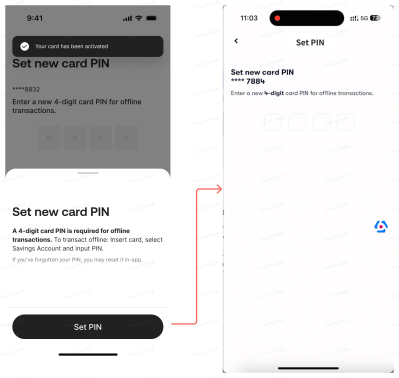 9:41
Your card has been activated
Set new card PIN
****8832
Enter a new 4-digit card PIN for offline
transactions.
Set new card PIN
A 4-digit card PIN is required for offline
transactions. To transact offline: Insert card, select
Savings Account and input PIN.
If you've forgotten your PIN, you may reset it in-app.
Set PIN
11:03
5G 72
Set PIN
Set new card PIN
**** 7884
Enter a new 4-digit card PIN for offline transactions.